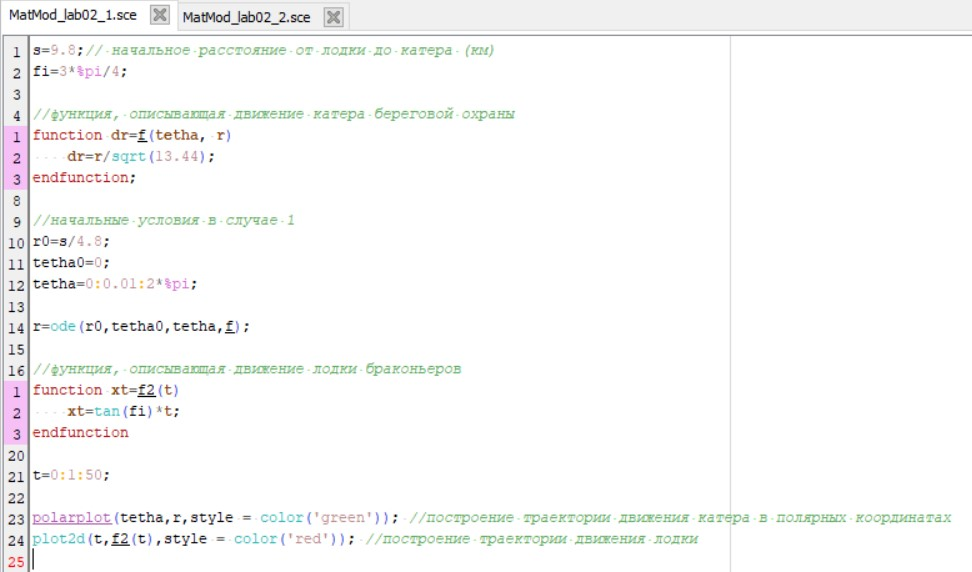 MatMod_lab02_1.sce MatMod_lab02_2.sce
1 s=9.8;// начальное расстояние от лодки до катера (км)
2 fi=3*%pi/4;
3
4 //функция, описывающая движение катера береговой охраны
1 function dr=f(tetha, r)
2 dr=r/sqrt(13.44);
3 endfunction;
8
9 //начальные условия в случае 1
10 r0=s/4.8;
11 tetha0=0;
12 tetha=0:0.01:2*%pi;
13
14 r=ode(r0,tetha0,tetha,f);
15
16 //функция, описывающая движение лодки браконьеров
1 function xt=f2(t)
2 xt=tan(fi)*t;
3 endfunction
20
21 t=0:1:50;
22
23 polarplot(tetha,r,style = color('green')); //построение траектории движения катера в полярных координатах
24 plot2d(t,f2(t),style = color('red')); //построение траектории движения лодки
25